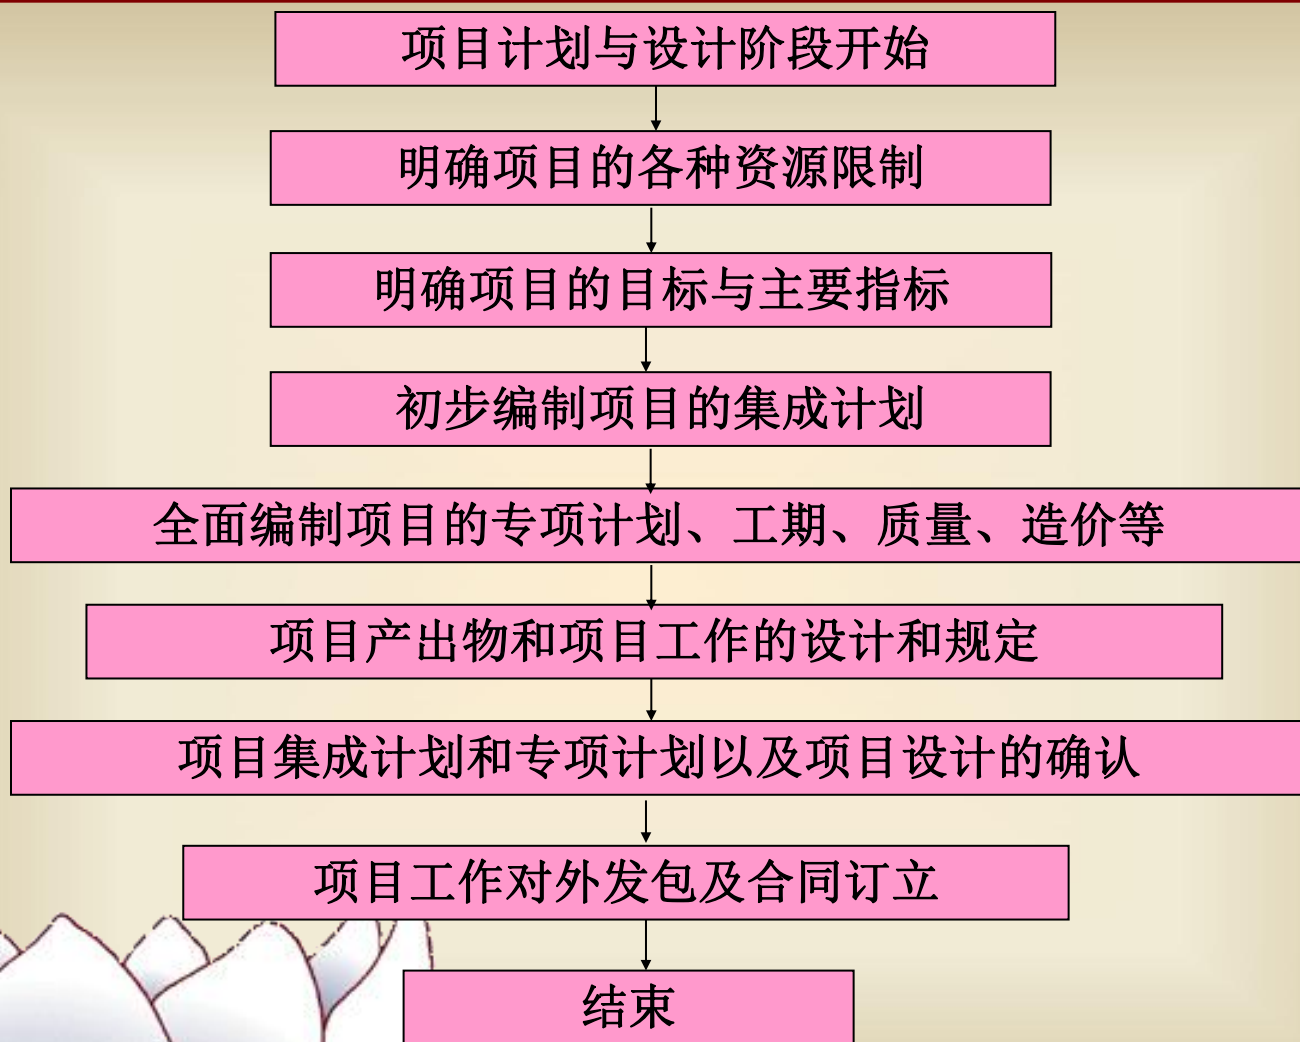 项目计划与设计阶段开始
明确项目的各种资源限制
明确项目的目标与主要指标
初步编制项目的集成计划
全面编制项目的专项计划、工期、质量、造价等
项目产出物和项目工作的设计和规定
项目集成计划和专项计划以及项目设计的确认
项目工作对外发包及合同订立
结束